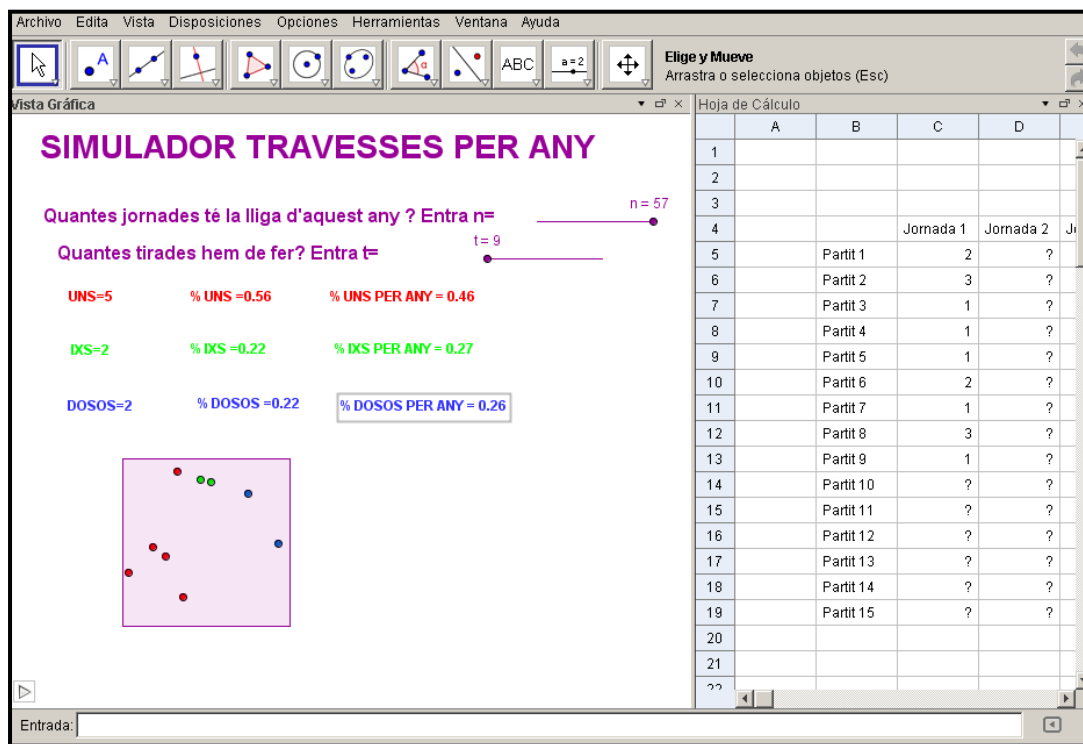 Archivo Edita Vista Disposiciones Opciones Herramientas Ventana Ayuda
A
α
ABC
a=2
Elige y Mueve
Arrastra o selecciona objetos (Esc)
Vista Gráfica
SIMULADOR TRAVESSES PER ANY
Quantes jornades té la lliga d'aquest any ? Entra n=
n = 57
Quantes tirades hem de fer? Entra t=
t = 9
UNS=5 % UNS =0.56 % UNS PER ANY = 0.46
IXS=2 % IXS =0.22 % IXS PER ANY = 0.27
DOSOS=2 % DOSOS =0.22 % DOSOS PER ANY = 0.26
Hoja de Cálculo
A B C D
1
2
3
4 Jornada 1 Jornada 2
5 Partit 1 2 ?
6 Partit 2 3 ?
7 Partit 3 1 ?
8 Partit 4 1 ?
9 Partit 5 1 ?
10 Partit 6 2 ?
11 Partit 7 1 ?
12 Partit 8 3 ?
13 Partit 9 1 ?
14 Partit 10 ? ?
15 Partit 11 ? ?
16 Partit 12 ? ?
17 Partit 13 ? ?
18 Partit 14 ? ?
19 Partit 15 ? ?
20
21
Entrada: